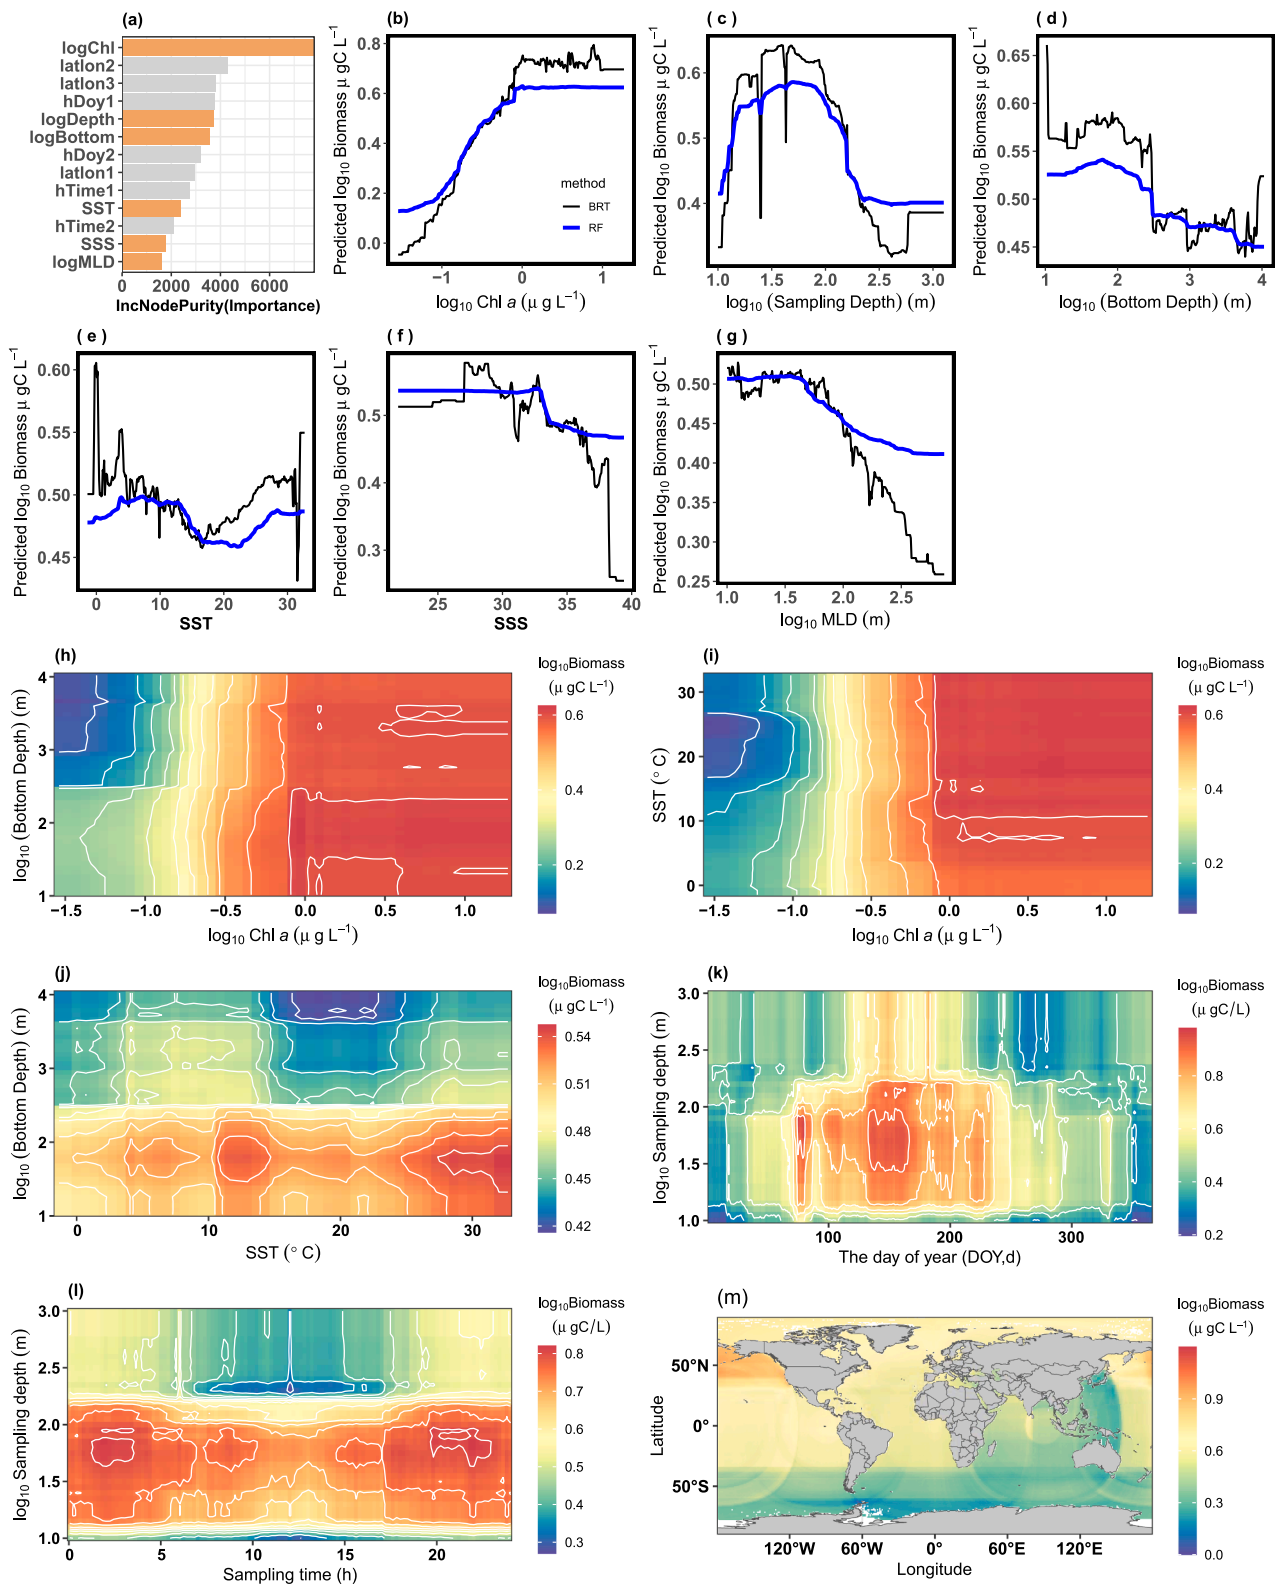 (a)
logChl
latlon2
latlon3
hDoy1
logDepth
logBottom
hDoy2
latlon1
hTime1
SST
hTime2
SSS
logMLD
0 2000 4000 6000
IncNodePurity(Importance)
(b)
Predicted log10 Biomass μ gC L−1
0.8
0.6
0.4
0.2
0.0
method
BRT
RF
−1 0 1
log10 Chl a (μ g L−1)
( c )
Predicted log10 Biomass μ gC L−1
0.6
0.5
0.4
1.0 1.5 2.0 2.5 3.0
log10 (Sampling Depth) (m)
( d )
Predicted log10 Biomass μ gC L−1
0.65
0.60
0.55
0.50
0.45
1 2 3 4
log10 (Bottom Depth) (m)
( e )
Predicted log10 Biomass μ gC L−1
0.60
0.55
0.50
0.45
0 10 20 30
SST
( f )
Predicted log10 Biomass μ gC L−1
0.5
0.4
0.3
25 30 35 40
SSS
( g )
Predicted log10 Biomass μ gC L−1
0.50
0.45
0.40
0.35
0.30
0.25
1.0 1.5 2.0 2.5
log10 MLD (m)
(h)
log10 (Bottom Depth) (m)
4
3
2
1
−1.5 −1.0 −0.5 0.0 0.5 1.0
log10 Chl a (μ g L−1)
log10Biomass
(μ gC L−1)
0.6
0.4
0.2
(i)
SST (° C)
30
20
10
0
−1.5 −1.0 −0.5 0.0 0.5 1.0
log10 Chl a (μ g L−1)
log10Biomass
(μ gC L−1)
0.6
0.4
0.2
(j)
log10 (Bottom Depth) (m)
4
3
2
1
0 10 20 30
SST (° C)
log10Biomass
(μ gC L−1)
0.54
0.51
0.48
0.45
0.42
(k)
log10 Sampling depth (m)
3.0
2.5
2.0
1.5
1.0
100 200 300
The day of year (DOY,d)
log10Biomass
(μ gC/L)
0.8
0.6
0.4
0.2
(l)
log10 Sampling depth (m)
3.0
2.5
2.0
1.5
1.0
0 5 10 15 20
Sampling time (h)
log10Biomass
(μ gC/L)
0.8
0.7
0.6
0.5
0.4
0.3
(m)
Latitude
50°N
0°
50°S
120°W 60°W 0° 60°E 120°E
Longitude
log10Biomass
(μ gC L−1)
0.9
0.6
0.3
0.0